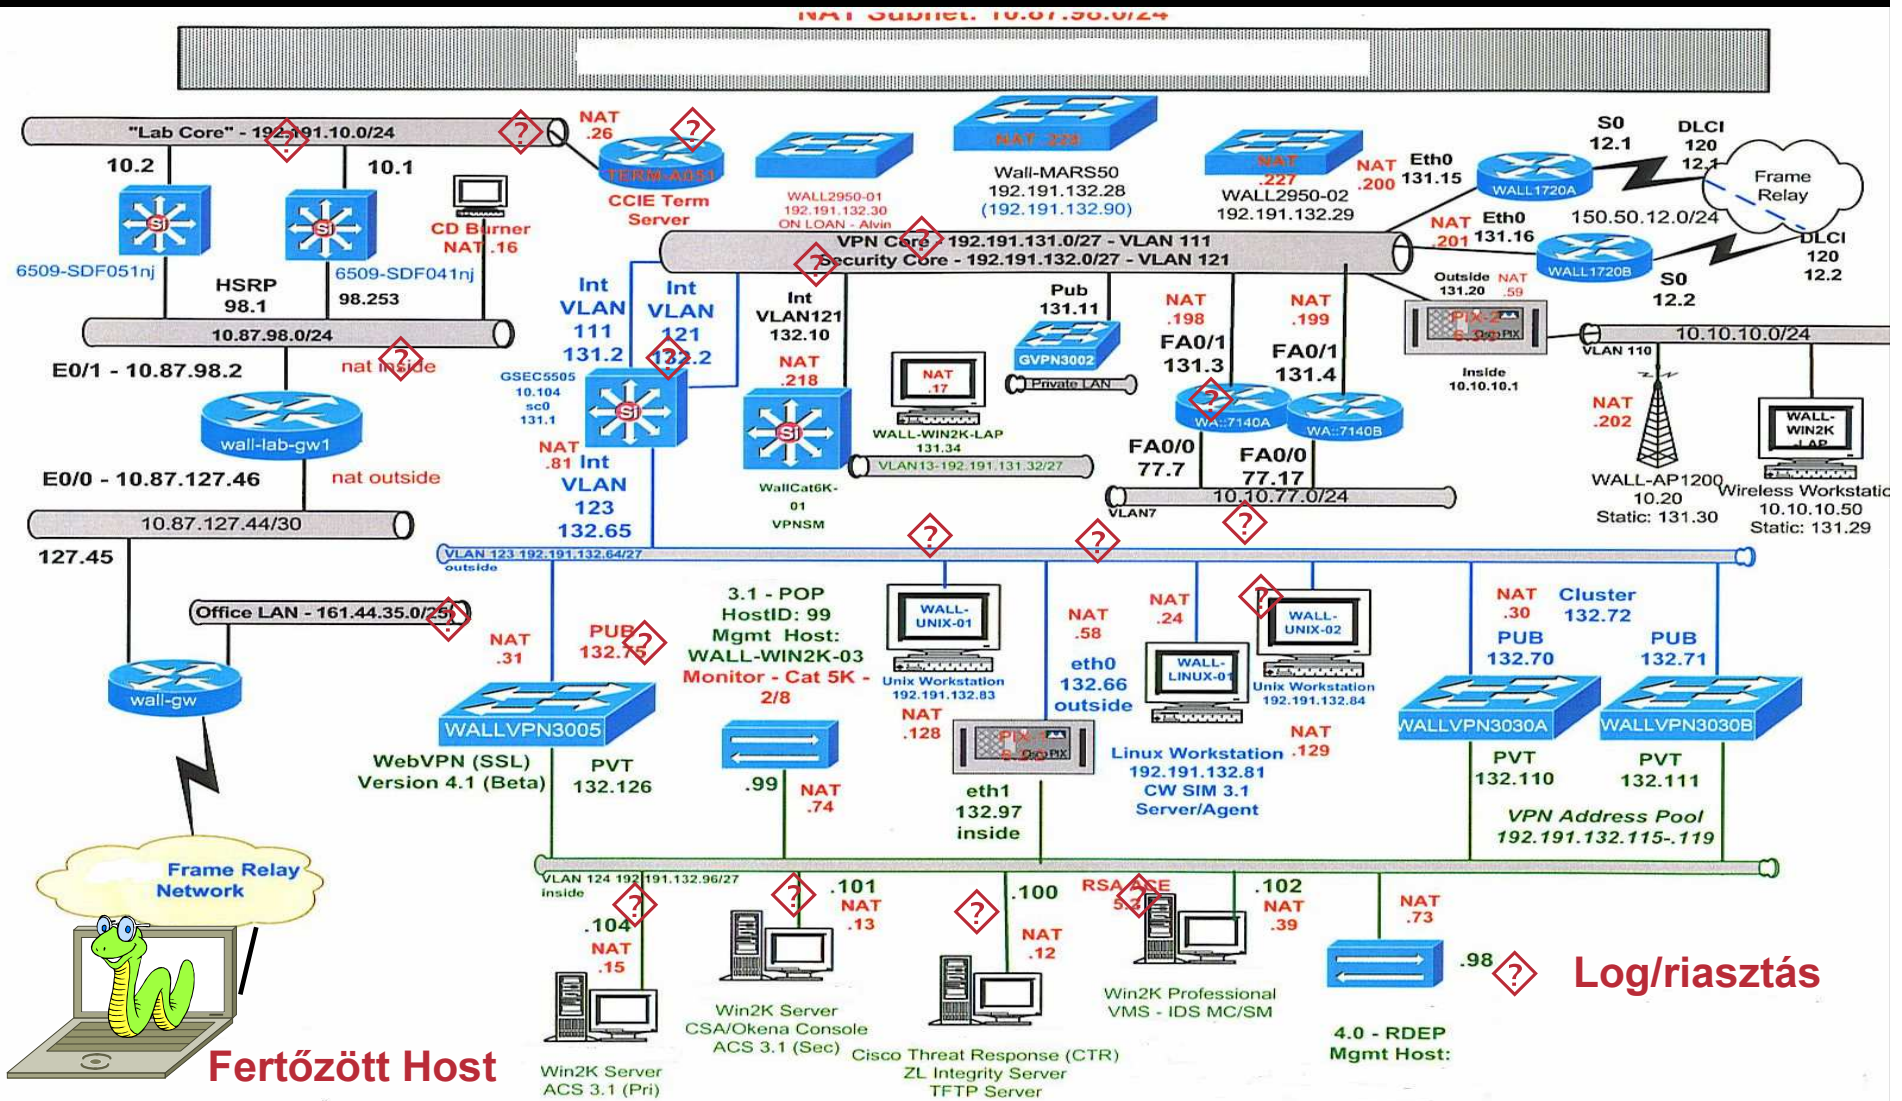 NAT Subnet: 10.87.98.0/24
"Lab Core" - 192.191.10.0/24
10.2
10.1
6509-SDF051nj
6509-SDF041nj
HSRP
98.1
98.253
CD Burner
NAT .16
NAT
.26
TERM-A051
CCIE Term
Server
WALL2950-01
192.191.132.30
ON LOAN - Alvin
NAT .228
Wall-MARS50
192.191.132.28
(192.191.132.90)
NAT
.227
WALL2950-02
192.191.132.29
NAT
.200
Eth0
131.15
WALL1720A
S0
12.1
DLCI
120
12.1
Frame
Relay
150.50.12.0/24
NAT
.201
Eth0
131.16
WALL1720B
S0
12.2
DLCI
120
12.2
VPN Core - 192.191.131.0/27 - VLAN 111
Security Core - 192.191.132.0/27 - VLAN 121
10.87.98.0/24
nat inside
E0/1 - 10.87.98.2
wall-lab-gw1
E0/0 - 10.87.127.46
nat outside
10.87.127.44/30
127.45
Office LAN - 161.44.35.0/25
wall-gw
Frame Relay
Network
Int
VLAN
111
131.2
Int
VLAN
121
132.2
GSEC5505
10.104
sc0
131.1
NAT
.81
Int
VLAN
123
132.65
Int
VLAN121
132.10
NAT
.218
WallCat6K-
01
VPNSM
NAT
.17
WALL-WIN2K-LAP
131.34
VLAN13-192.191.131.32/27
Pub
131.11
GVPN3002
Private LAN
NAT
.198
FA0/1
131.3
NAT
.199
FA0/1
131.4
WA::7140A
WA::7140B
FA0/0
77.7
FA0/0
77.17
10.10.77.0/24
VLAN7
Outside
131.20
NAT
.59
PIX-2
Cisco PIX
Inside
10.10.10.1
10.10.10.0/24
VLAN 110
NAT
.202
WALL-AP1200
10.20
Static: 131.30
WALL-
WIN2K
-LAP
Wireless Workstatio
10.10.10.50
Static: 131.29
VLAN 123 192.191.132.64/27
outside
NAT
.31
PUB
132.75
WALLVPN3005
WebVPN (SSL)
Version 4.1 (Beta)
PVT
132.126
3.1 - POP
HostID: 99
Mgmt Host:
WALL-WIN2K-03
Monitor - Cat 5K -
2/8
.99
NAT
.74
WALL-
UNIX-01
Unix Workstation
192.191.132.83
NAT
.128
NAT
.58
eth0
132.66
outside
PIX-1
Cisco PIX
eth1
132.97
inside
NAT
.24
WALL-
LINUX-01
Linux Workstation
192.191.132.81
CW SIM 3.1
Server/Agent
WALL-
UNIX-02
Unix Workstation
192.191.132.84
NAT
.129
NAT
.30
Cluster
132.72
PUB
132.70
PUB
132.71
WALLVPN3030A
WALLVPN3030B
PVT
132.110
PVT
132.111
VPN Address Pool
192.191.132.115-.119
VLAN 124 192.191.132.96/27
inside
.104
NAT
.15
Win2K Server
ACS 3.1 (Pri)
.101
NAT
.13
Win2K Server
CSA/Okena Console
ACS 3.1 (Sec)
.100
NAT
.12
Cisco Threat Response (CTR)
ZL Integrity Server
TFTP Server
RSA ACE
.102
NAT
.39
Win2K Professional
VMS - IDS MC/SM
NAT
.73
.98
4.0 - RDEP
Mgmt Host:
Log/riasztás
Fertőzött Host